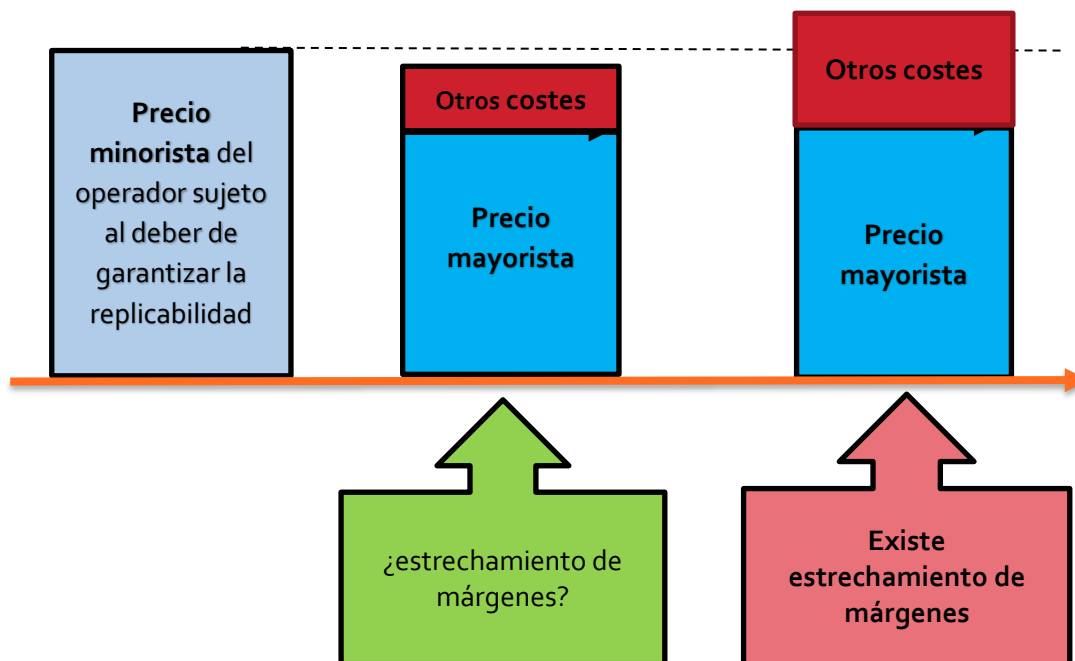 Precio
minorista del
operador sujeto
al deber de
garantizar la
replicabilidad
Otros costes
Precio
mayorista
Otros costes
Precio
mayorista
¿estrechamiento de
márgenes?
Existe
estrechamiento de
márgenes